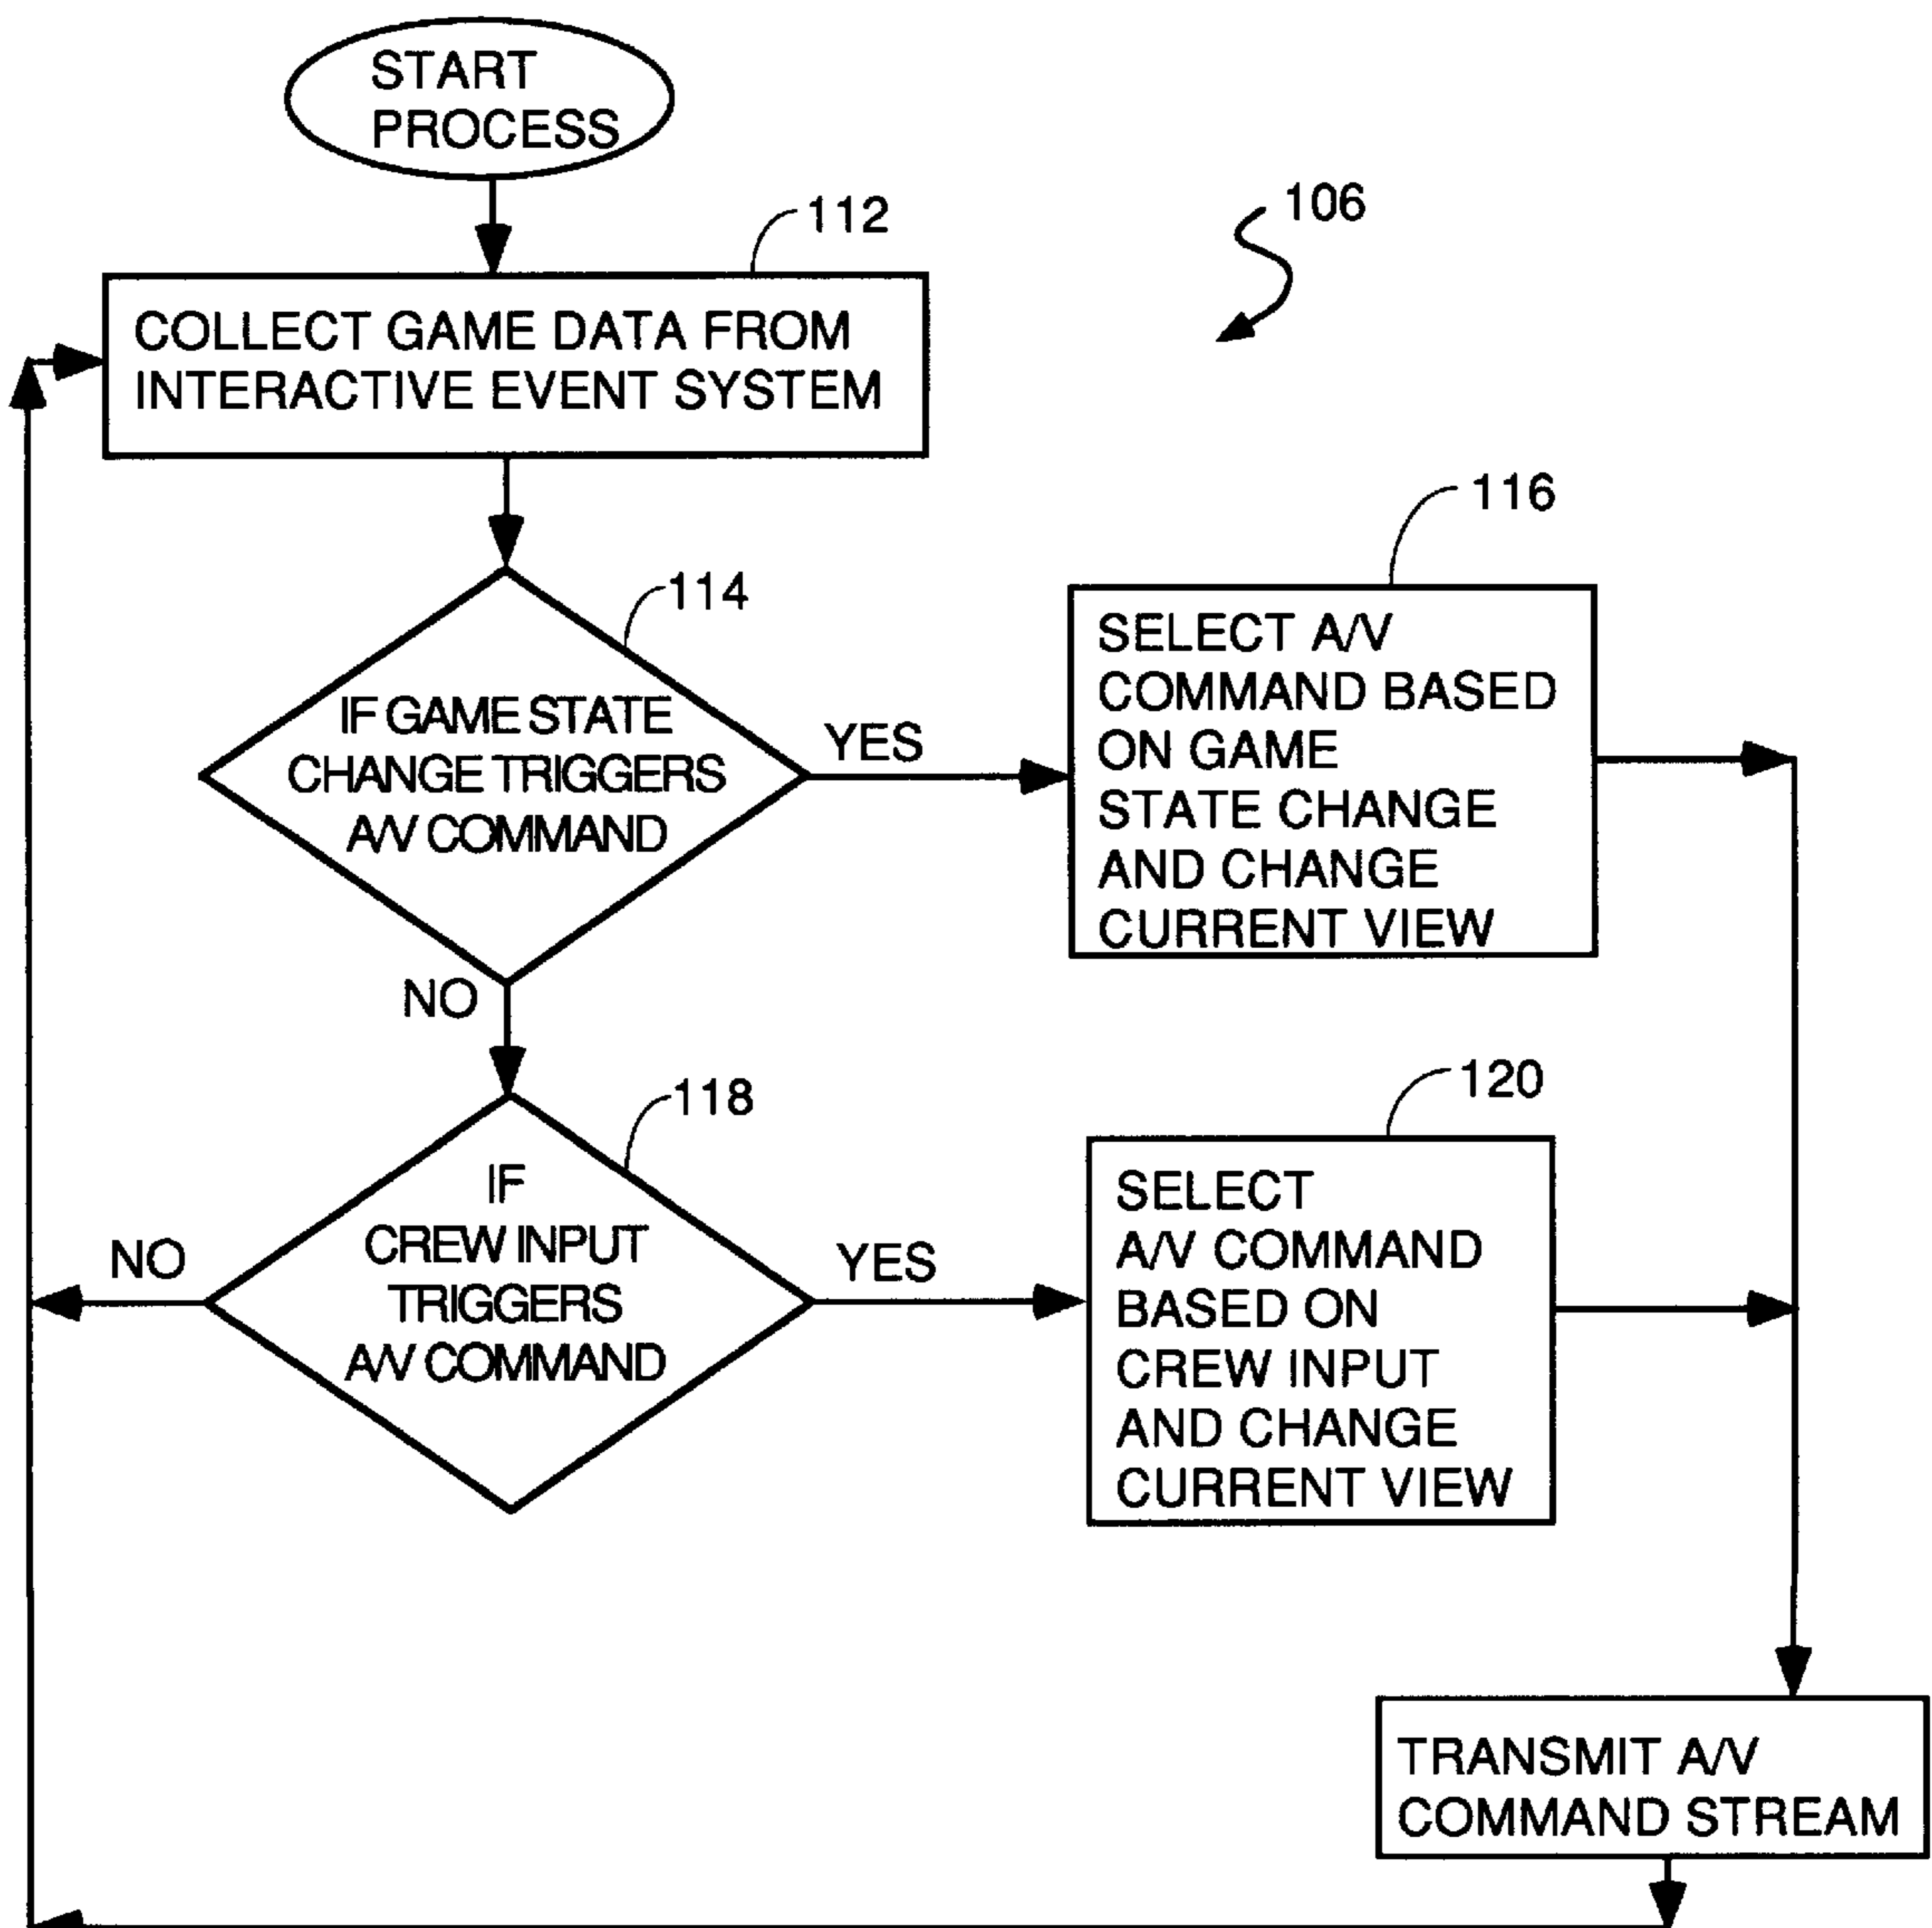 START
PROCESS
112
106
COLLECT GAME DATA FROM
INTERACTIVE EVENT SYSTEM
114
IF GAME STATE
CHANGE TRIGGERS
A/V COMMAND
YES
116
SELECT A/V
COMMAND BASED
ON GAME
STATE CHANGE
AND CHANGE
CURRENT VIEW
NO
118
IF
CREW INPUT
TRIGGERS
A/V COMMAND
NO
YES
120
SELECT
A/V COMMAND
BASED ON
CREW INPUT
AND CHANGE
CURRENT VIEW
TRANSMIT A/V
COMMAND STREAM